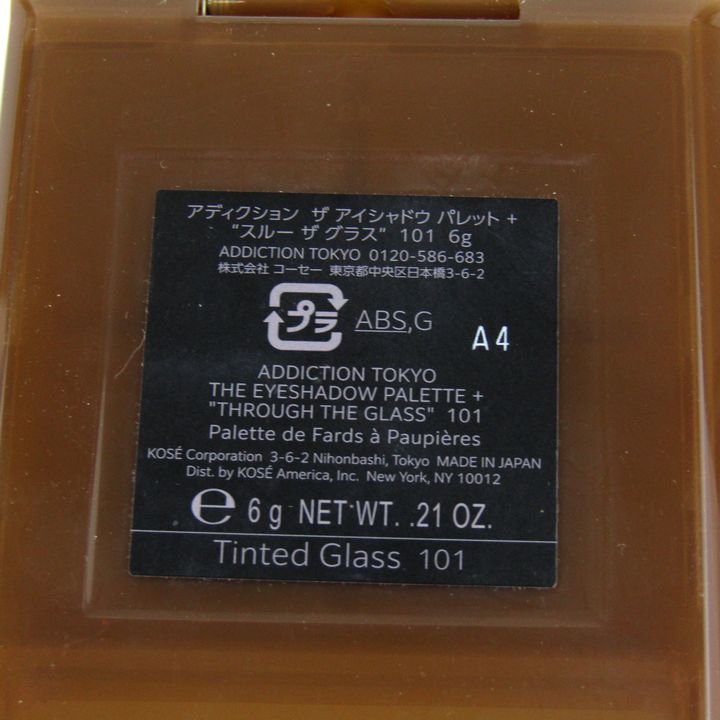 アディクション ザ アイシャドウ パレット +
"スルー ザ グラス" 101 6g
ADDICTION TOKYO 0120-586-683
株式会社 コーセー 東京都中央区日本橋3-6-2
プラ ABS,G
A4
ADDICTION TOKYO
THE EYESHADOW PALETTE +
"THROUGH THE GLASS" 101
Palette de Fards à Paupières
KOSÉ Corporation 3-6-2 Nihonbashi, Tokyo MADE IN JAPAN
Dist. by KOSÉ America, Inc. New York, NY 10012
℮ 6 g NET WT. .21 OZ.
Tinted Glass 101